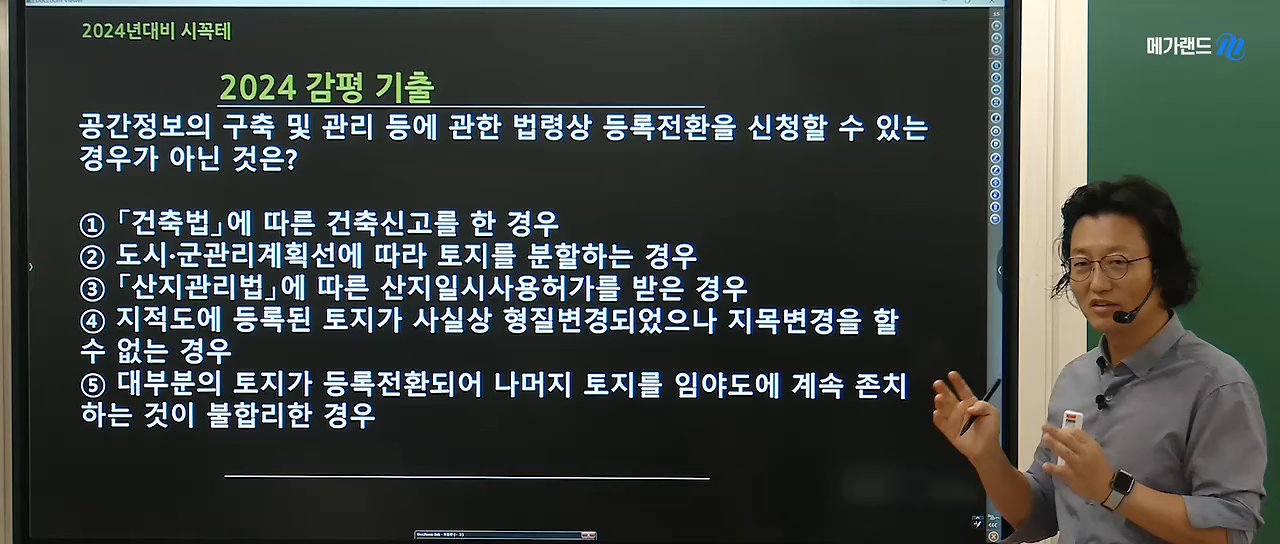 2024년대비 시꼭테
메가랜드
2024 감평 기출
공간정보의 구축 및 관리 등에 관한 법령상 등록전환을 신청할 수 있는
경우가 아닌 것은?
① 「건축법」에 따른 건축신고를 한 경우
② 도시·군관리계획선에 따라 토지를 분할하는 경우
③ 「산지관리법」에 따른 산지일시사용허가를 받은 경우
④ 지적도에 등록된 토지가 사실상 형질변경되었으나 지목변경을 할
수 없는 경우
⑤ 대부분의 토지가 등록전환되어 나머지 토지를 임야도에 계속 존치
하는 것이 불합리한 경우